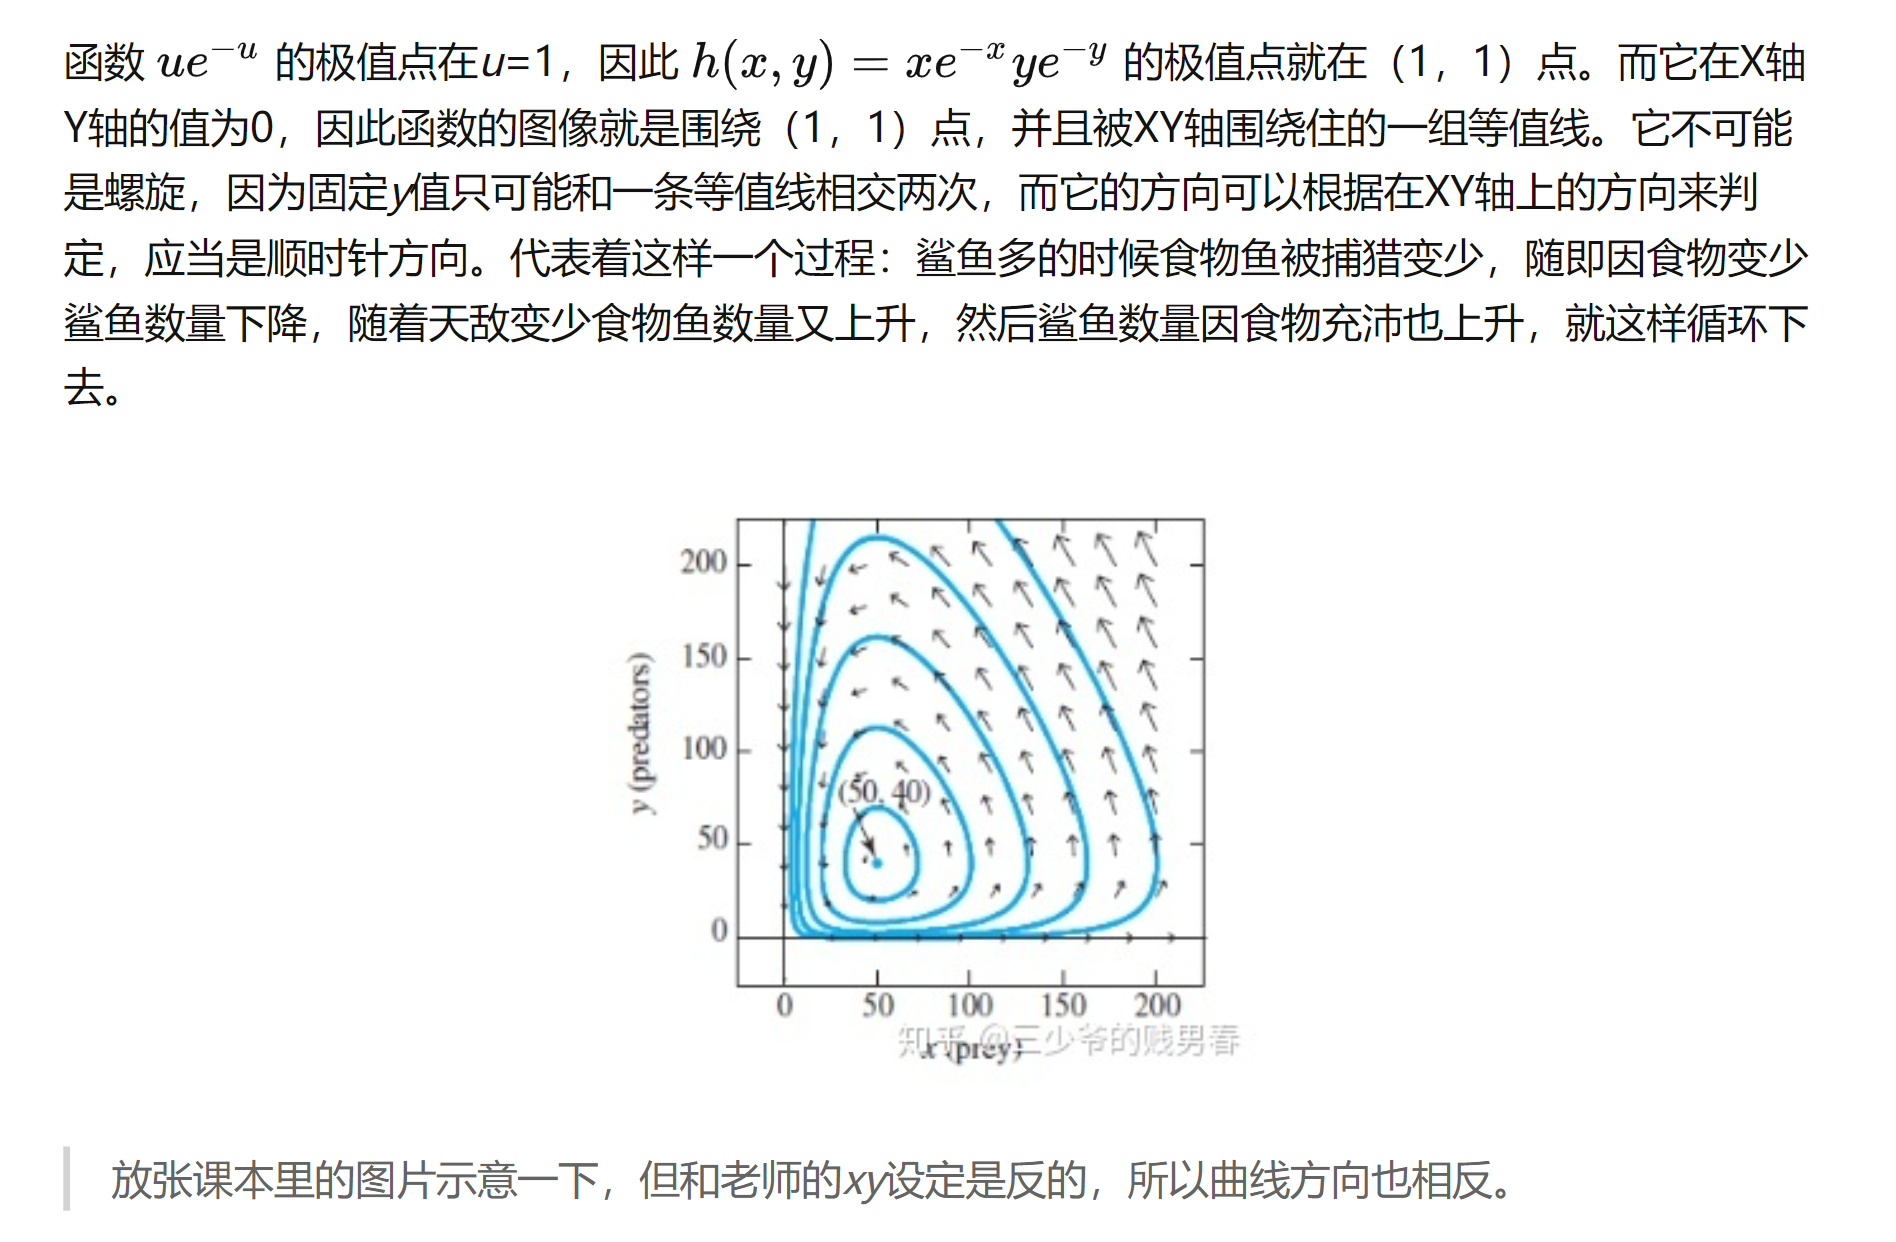 函数 ue^{-u} 的极值点在u=1，因此 h(x, y) = xe^{-x}ye^{-y} 的极值点就在（1，1）点。而它在X轴
Y轴的值为0，因此函数的图像就是围绕（1，1）点，并且被XY轴围绕住的一组等值线。它不可能
是螺旋，因为固定y值只可能和一条等值线相交两次，而它的方向可以根据在XY轴上的方向来判
定，应当是顺时针方向。代表着这样一个过程：鲨鱼多的时候食物鱼被捕猎变少，随即因食物变少
鲨鱼数量下降，随着天敌变少食物鱼数量又上升，然后鲨鱼数量因食物充沛也上升，就这样循环下
去。
200
150
100
50
0
y (predators)
(50, 40)
0 50 100 150 200
x (prey)
知乎 @三少爷的贱男春
放张课本里的图片示意一下，但和老师的xy设定是反的，所以曲线方向也相反。